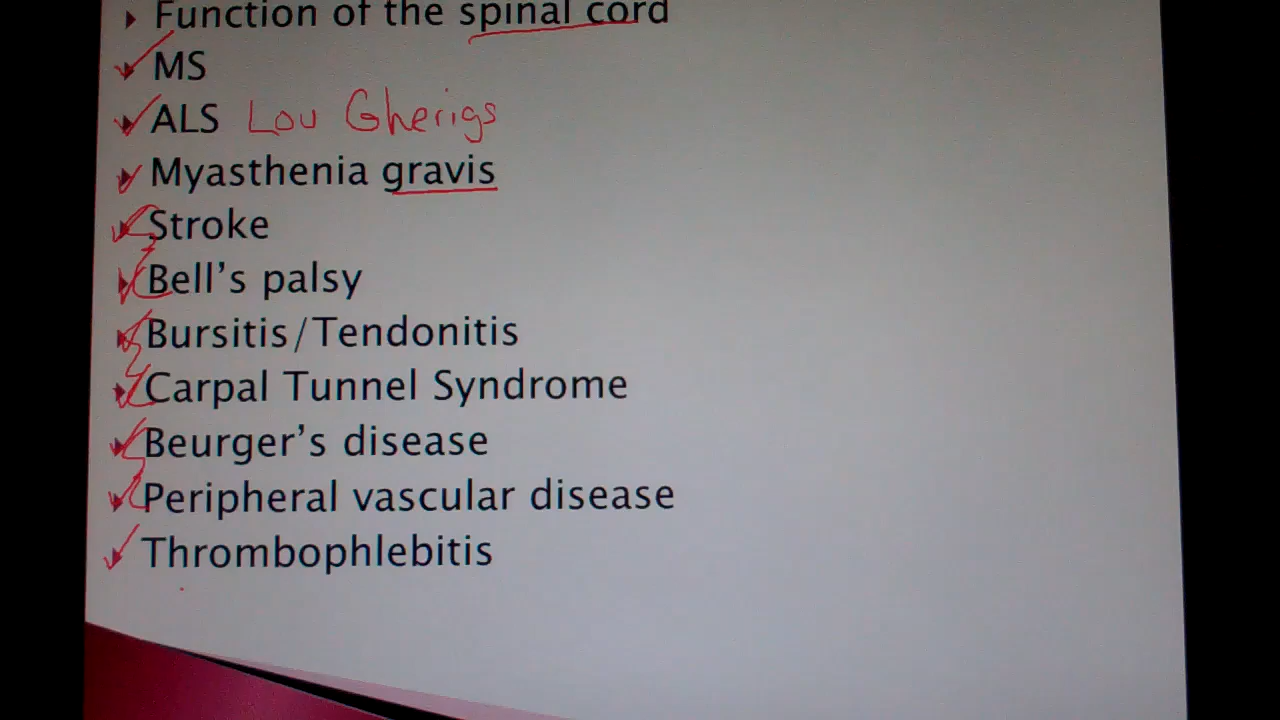 Function of the spinal cord
MS
ALS Lou Gherigs
Myasthenia gravis
Stroke
Bell's palsy
Bursitis/Tendonitis
Carpal Tunnel Syndrome
Beurger's disease
Peripheral vascular disease
Thrombophlebitis